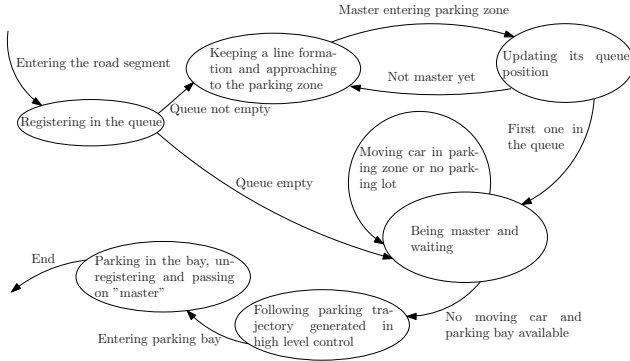 Master entering parking zone
Entering the road segment
Keeping a line forma-
tion and approaching
to the parking zone
Updating its queue
position
Not master yet
Queue not empty
Registering in the queue
First one in
the queue
Moving car in park-
ing zone or no park-
ing lot
Queue empty
Being master and
waiting
End
Parking in the bay, un-
registering and passing
on "master"
Following parking tra-
jectory generated in
high level control
No moving car and
parking bay available
Entering parking bay